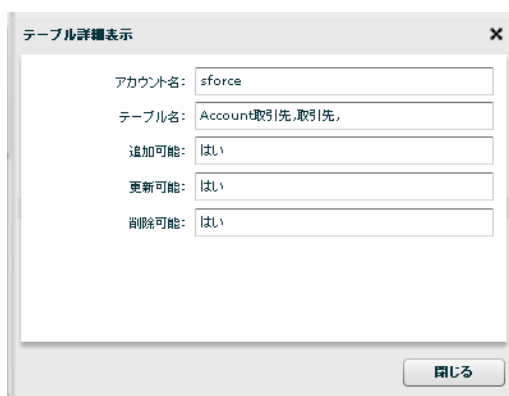 テーブル詳細表示
アカウント名: sforce
テーブル名: Account取引先,取引先,
追加可能: はい
更新可能: はい
削除可能: はい
閉じる